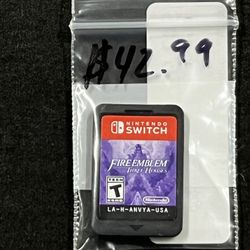 $42.99
NINTENDO
SWITCH
FIRE EMBLEM
THREE HOUSES
T
Nintendo
LA-H-ANVYA-USA